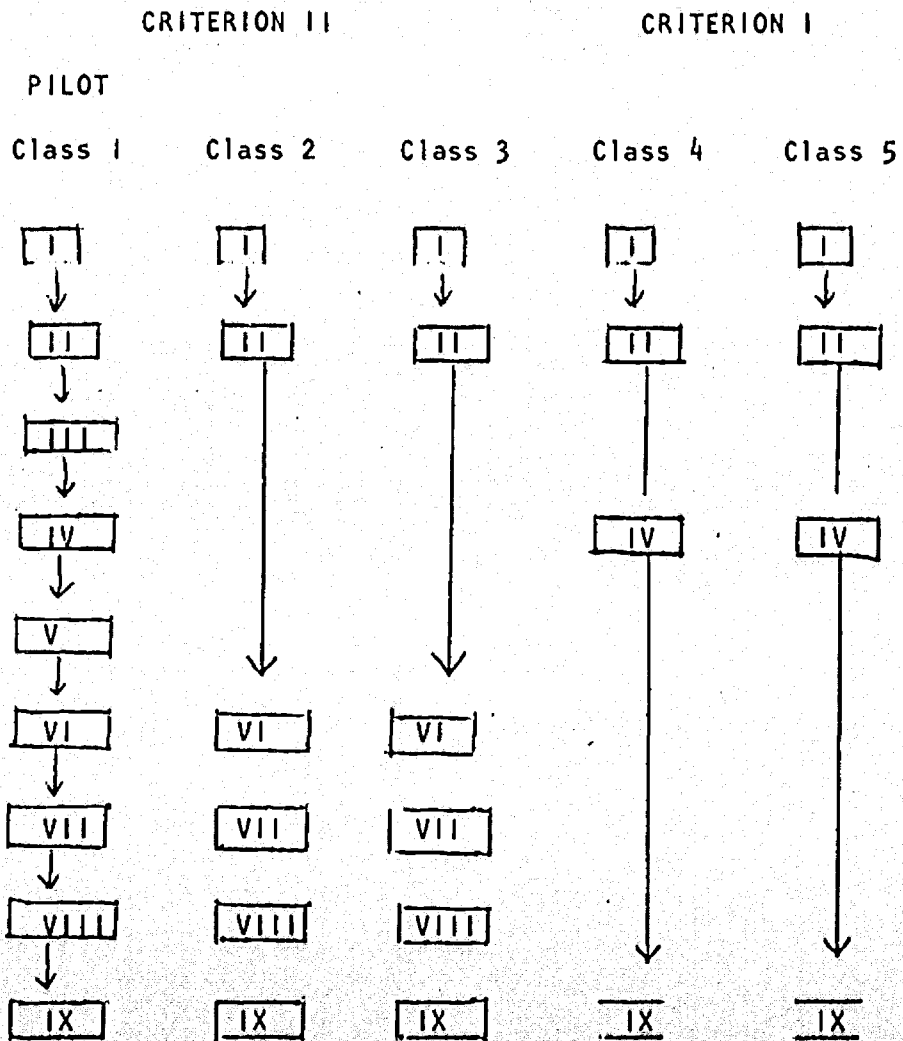 CRITERION II CRITERION I
PILOT
Class 1 Class 2 Class 3 Class 4 Class 5
I I I I I
II II II II II
III
IV IV IV
V
VI VI VI
VII VII VII
VIII VIII VIII
IX IX IX IX IX